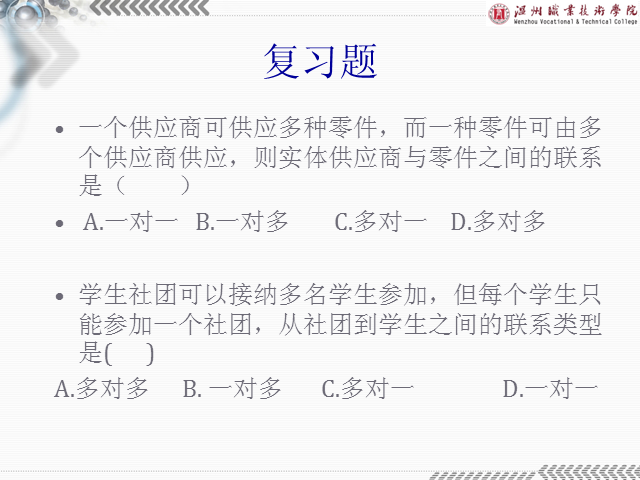 温州职业技术学院
Wenzhou Vocational & Technical College
复习题
• 一个供应商可供应多种零件，而一种零件可由多
个供应商供应，则实体供应商与零件之间的联系
是（　　）
• A.一对一 B.一对多 C.多对一 D.多对多
• 学生社团可以接纳多名学生参加，但每个学生只
能参加一个社团，从社团到学生之间的联系类型
是( )
A.多对多 B. 一对多 C.多对一 D.一对一